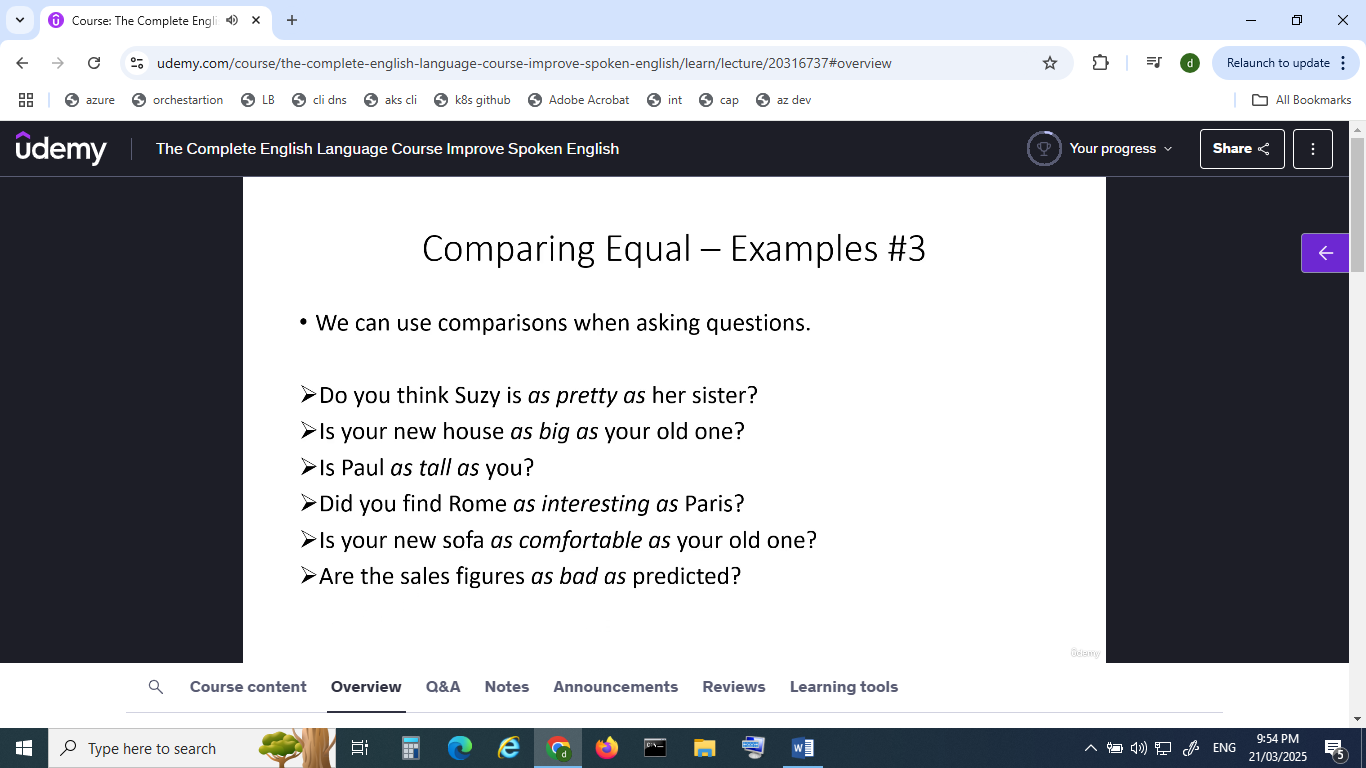 Course: The Complete Engli
udemy.com/course/the-complete-english-language-course-improve-spoken-english/learn/lecture/20316737#overview
d
Relaunch to update
azure
orchestartion
LB
cli dns
aks cli
k8s github
Adobe Acrobat
int
cap
az dev
All Bookmarks
udemy
The Complete English Language Course Improve Spoken English
Your progress
Share
Comparing Equal – Examples #3
• We can use comparisons when asking questions.
➢Do you think Suzy is as pretty as her sister?
➢Is your new house as big as your old one?
➢Is Paul as tall as you?
➢Did you find Rome as interesting as Paris?
➢Is your new sofa as comfortable as your old one?
➢Are the sales figures as bad as predicted?
udemy
Course content
Overview
Q&A
Notes
Announcements
Reviews
Learning tools
Type here to search
ENG
9:54 PM
21/03/2025
5